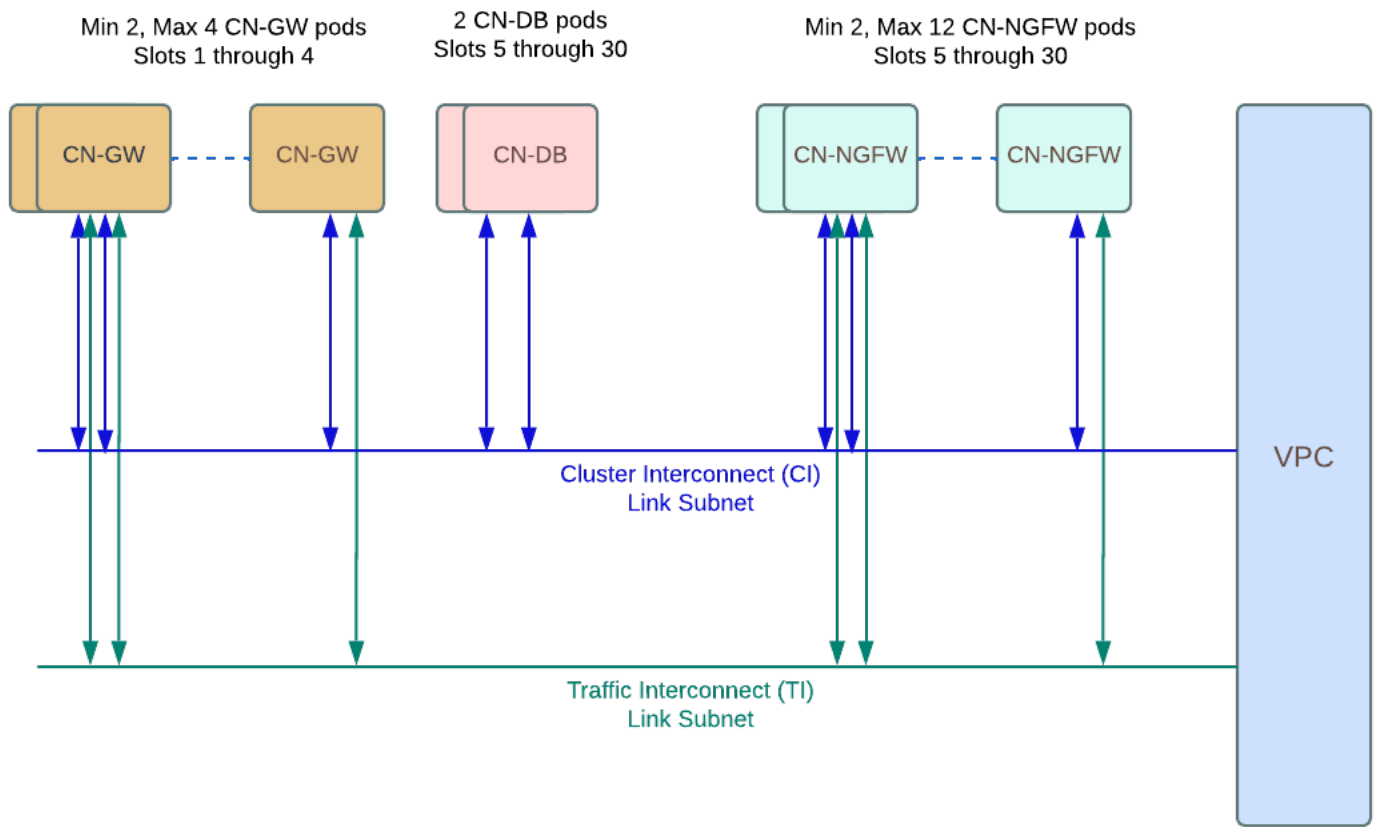 Min 2, Max 4 CN-GW pods
Slots 1 through 4
2 CN-DB pods
Slots 5 through 30
Min 2, Max 12 CN-NGFW pods
Slots 5 through 30
CN-GW
CN-GW
CN-DB
CN-NGFW
CN-NGFW
VPC
Cluster Interconnect (CI)
Link Subnet
Traffic Interconnect (TI)
Link Subnet